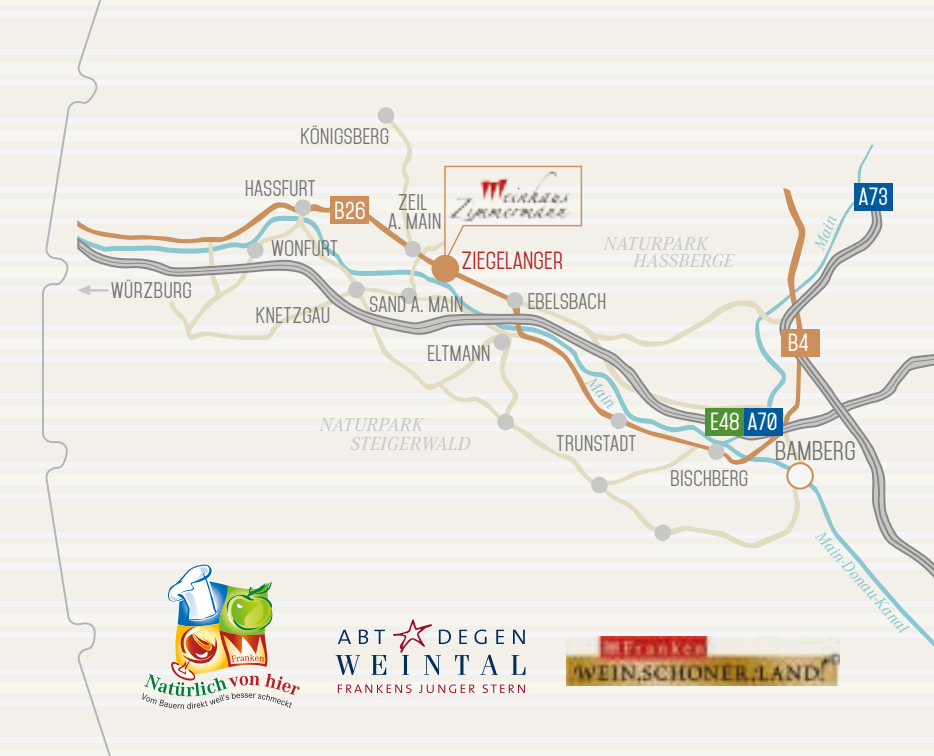 KÖNIGSBERG
HASSFURT
B26
ZEIL
A. MAIN
Weinhaus
Zimmermann
A73
Main
WONFURT
ZIEGELANGER
NATURPARK
HASSBERGE
WÜRZBURG
KNETZGAU
SAND A. MAIN
EBELSBACH
ELTMANN
B4
Main
NATURPARK
STEIGERWALD
TRUNSTADT
E48 A70
BAMBERG
BISCHBERG
Main-Donau-Kanal
Franken
Natürlich von hier
Vom Bauern direkt weil's besser schmeckt
ABT DEGEN
WEINTAL
FRANKENS JUNGER STERN
Franken
WEIN.SCHÖNER.LAND!